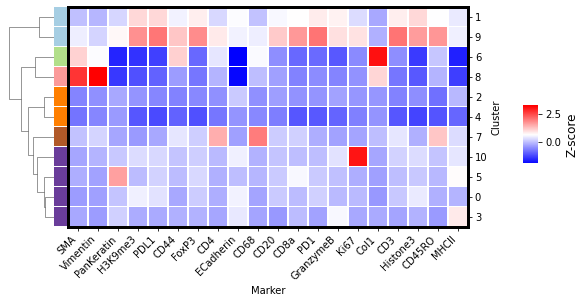 1
9
6
8
2
4
7
10
5
0
3
Cluster
2.5
0.0
Z-score
SMA
Vimentin
PanKeratin
H3K9me3
PDL1
CD44
FoxP3
CD4
ECadherin
CD68
CD20
CD8a
PD1
GranzymeB
Ki67
Col1
CD3
Histone3
CD45RO
MHCII
Marker